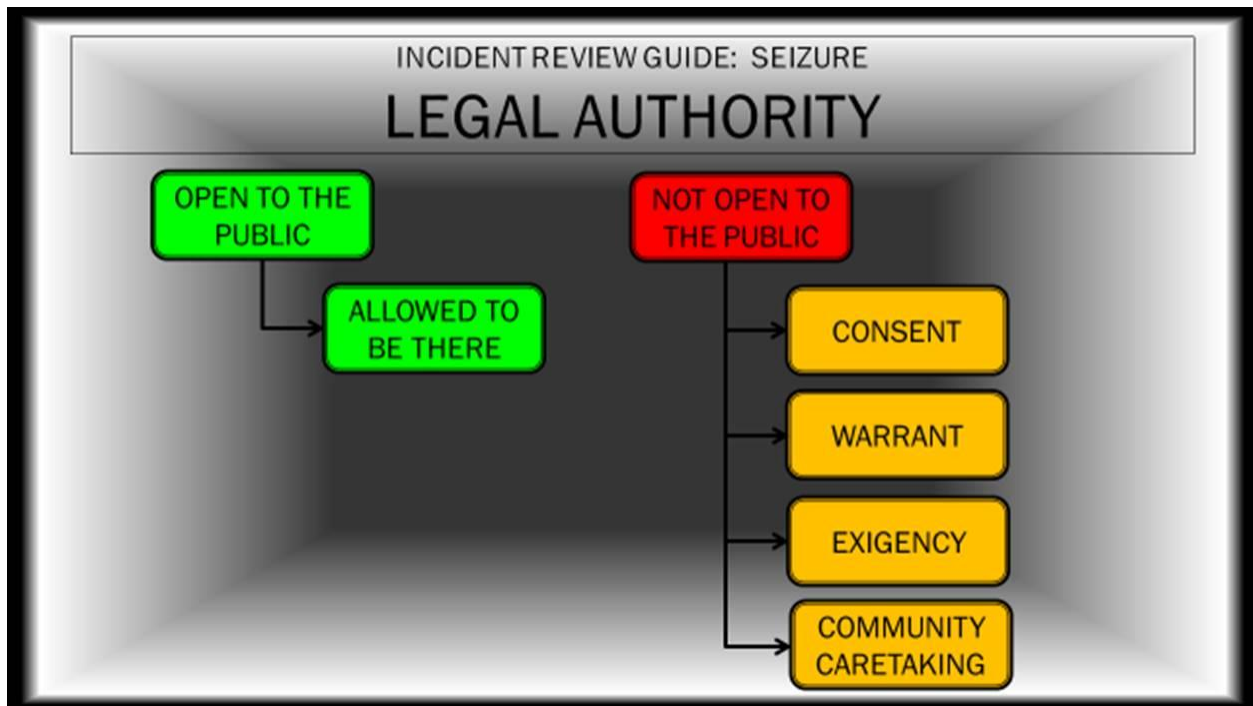 INCIDENT REVIEW GUIDE: SEIZURE
LEGAL AUTHORITY
OPEN TO THE
PUBLIC
ALLOWED TO
BE THERE
NOT OPEN TO
THE PUBLIC
CONSENT
WARRANT
EXIGENCY
COMMUNITY
CARETAKING